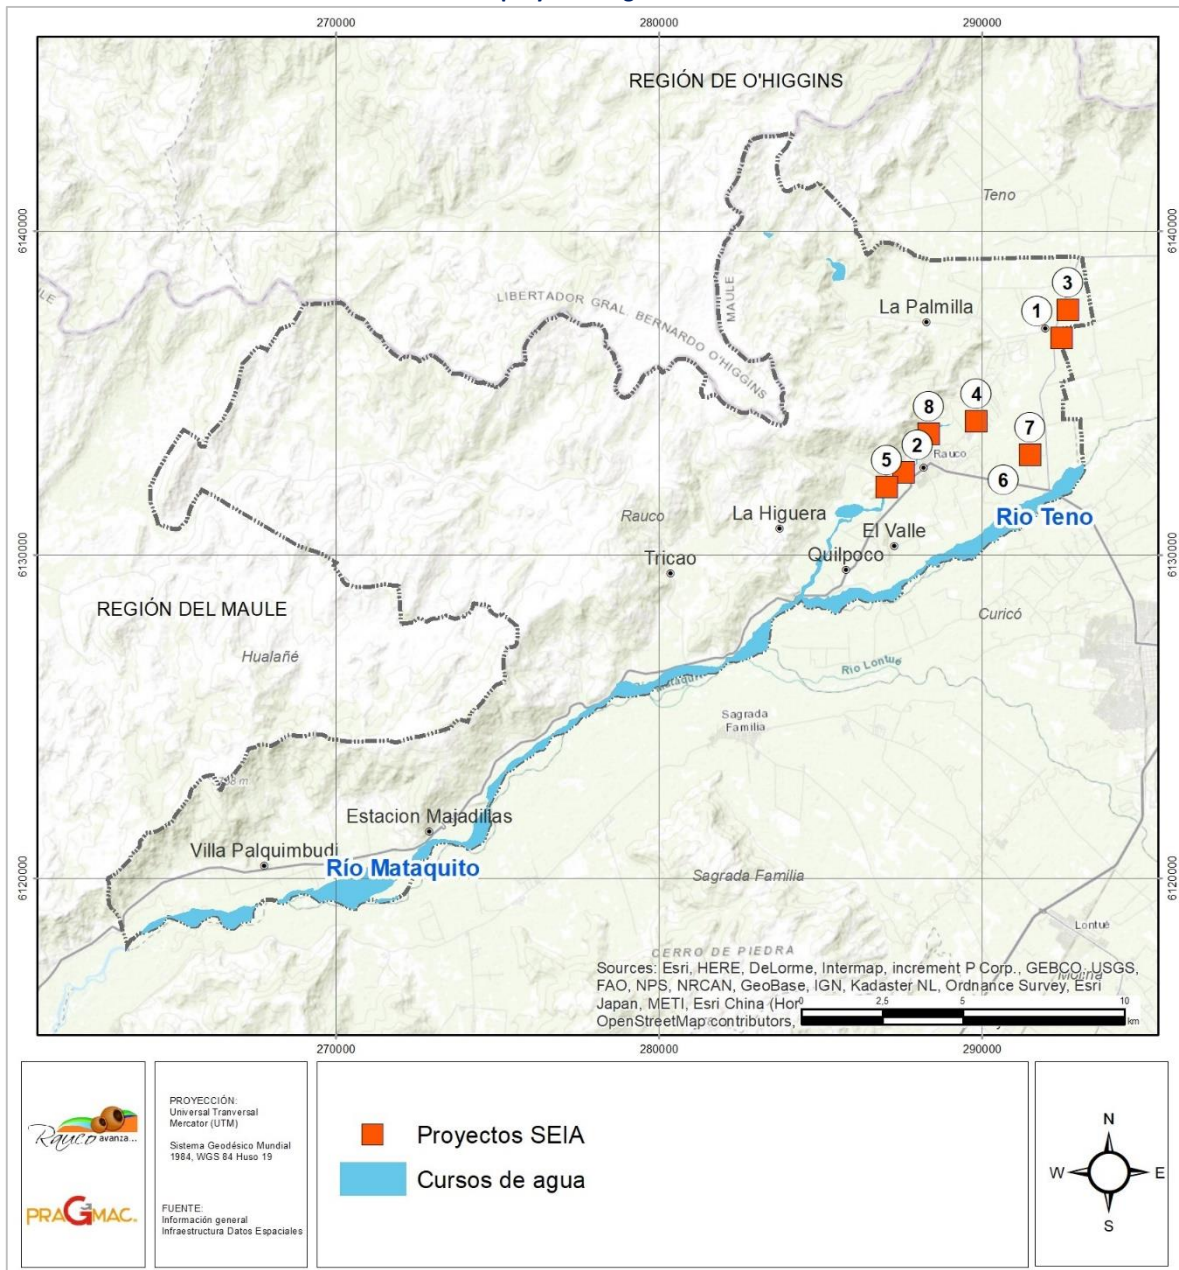 270000
280000
290000
REGIÓN DE O'HIGGINS
Teno
6140000
6140000
LIBERTADOR GRAL. BERNARDO O'HIGGINS
MAULE
La Palmilla
3
1
4
8
7
2
5
6
Rauco
Rio Teno
La Higuera
Rauco
El Valle
Tricao
Quilpoco
6130000
6130000
REGIÓN DEL MAULE
Curicó
Hualañé
Rio Lontué
Sagrada
Familia
Estacion Majadillas
Villa Palquimbudi
Río Mataquito
6120000
6120000
Sagrada Familia
Lontué
CERRO DE PIEDRA
Molina
Sources: Esri, HERE, DeLorme, Intermap, increment P Corp., GEBCO, USGS,
FAO, NPS, NRCAN, GeoBase, IGN, Kadaster NL, Ordnance Survey, Esri
Japan, METI, Esri China (Hon
OpenStreetMap contributors,
0 2,5 5 10
km
270000
280000
290000
Rauco avanza...
PRAGMAC.
PROYECCIÓN:
Universal Tranversal
Mercator (UTM)
Sistema Geodésico Mundial
1984, WGS 84 Huso 19
FUENTE:
Información general
Infraestructura Datos Espaciales
Proyectos SEIA
Cursos de agua
N
W E
S